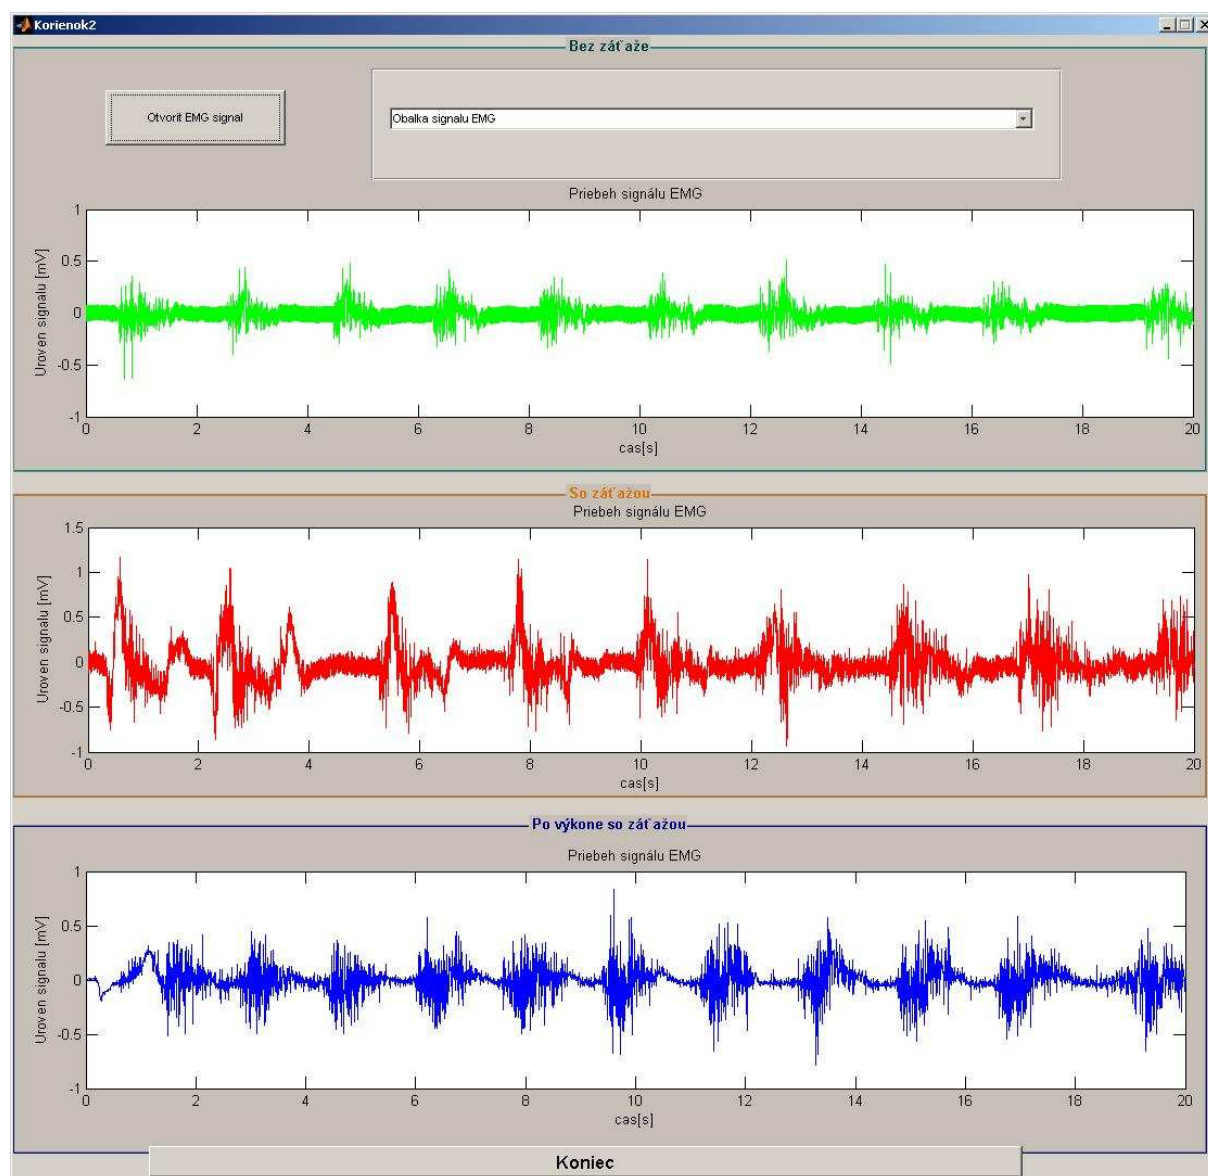 Korienok2
Bez záťaže
Otvorit EMG signal
Obalka signalu EMG
Priebeh signálu EMG
Uroven signalu [mV]
1
0.5
0
-0.5
-1
0 2 4 6 8 10 12 14 16 18 20
cas[s]
So záťažou
Priebeh signálu EMG
Uroven signalu [mV]
1.5
1
0.5
0
-0.5
-1
0 2 4 6 8 10 12 14 16 18 20
cas[s]
Po výkone so záťažou
Priebeh signálu EMG
Uroven signalu [mV]
1
0.5
0
-0.5
-1
0 2 4 6 8 10 12 14 16 18 20
cas[s]
Koniec